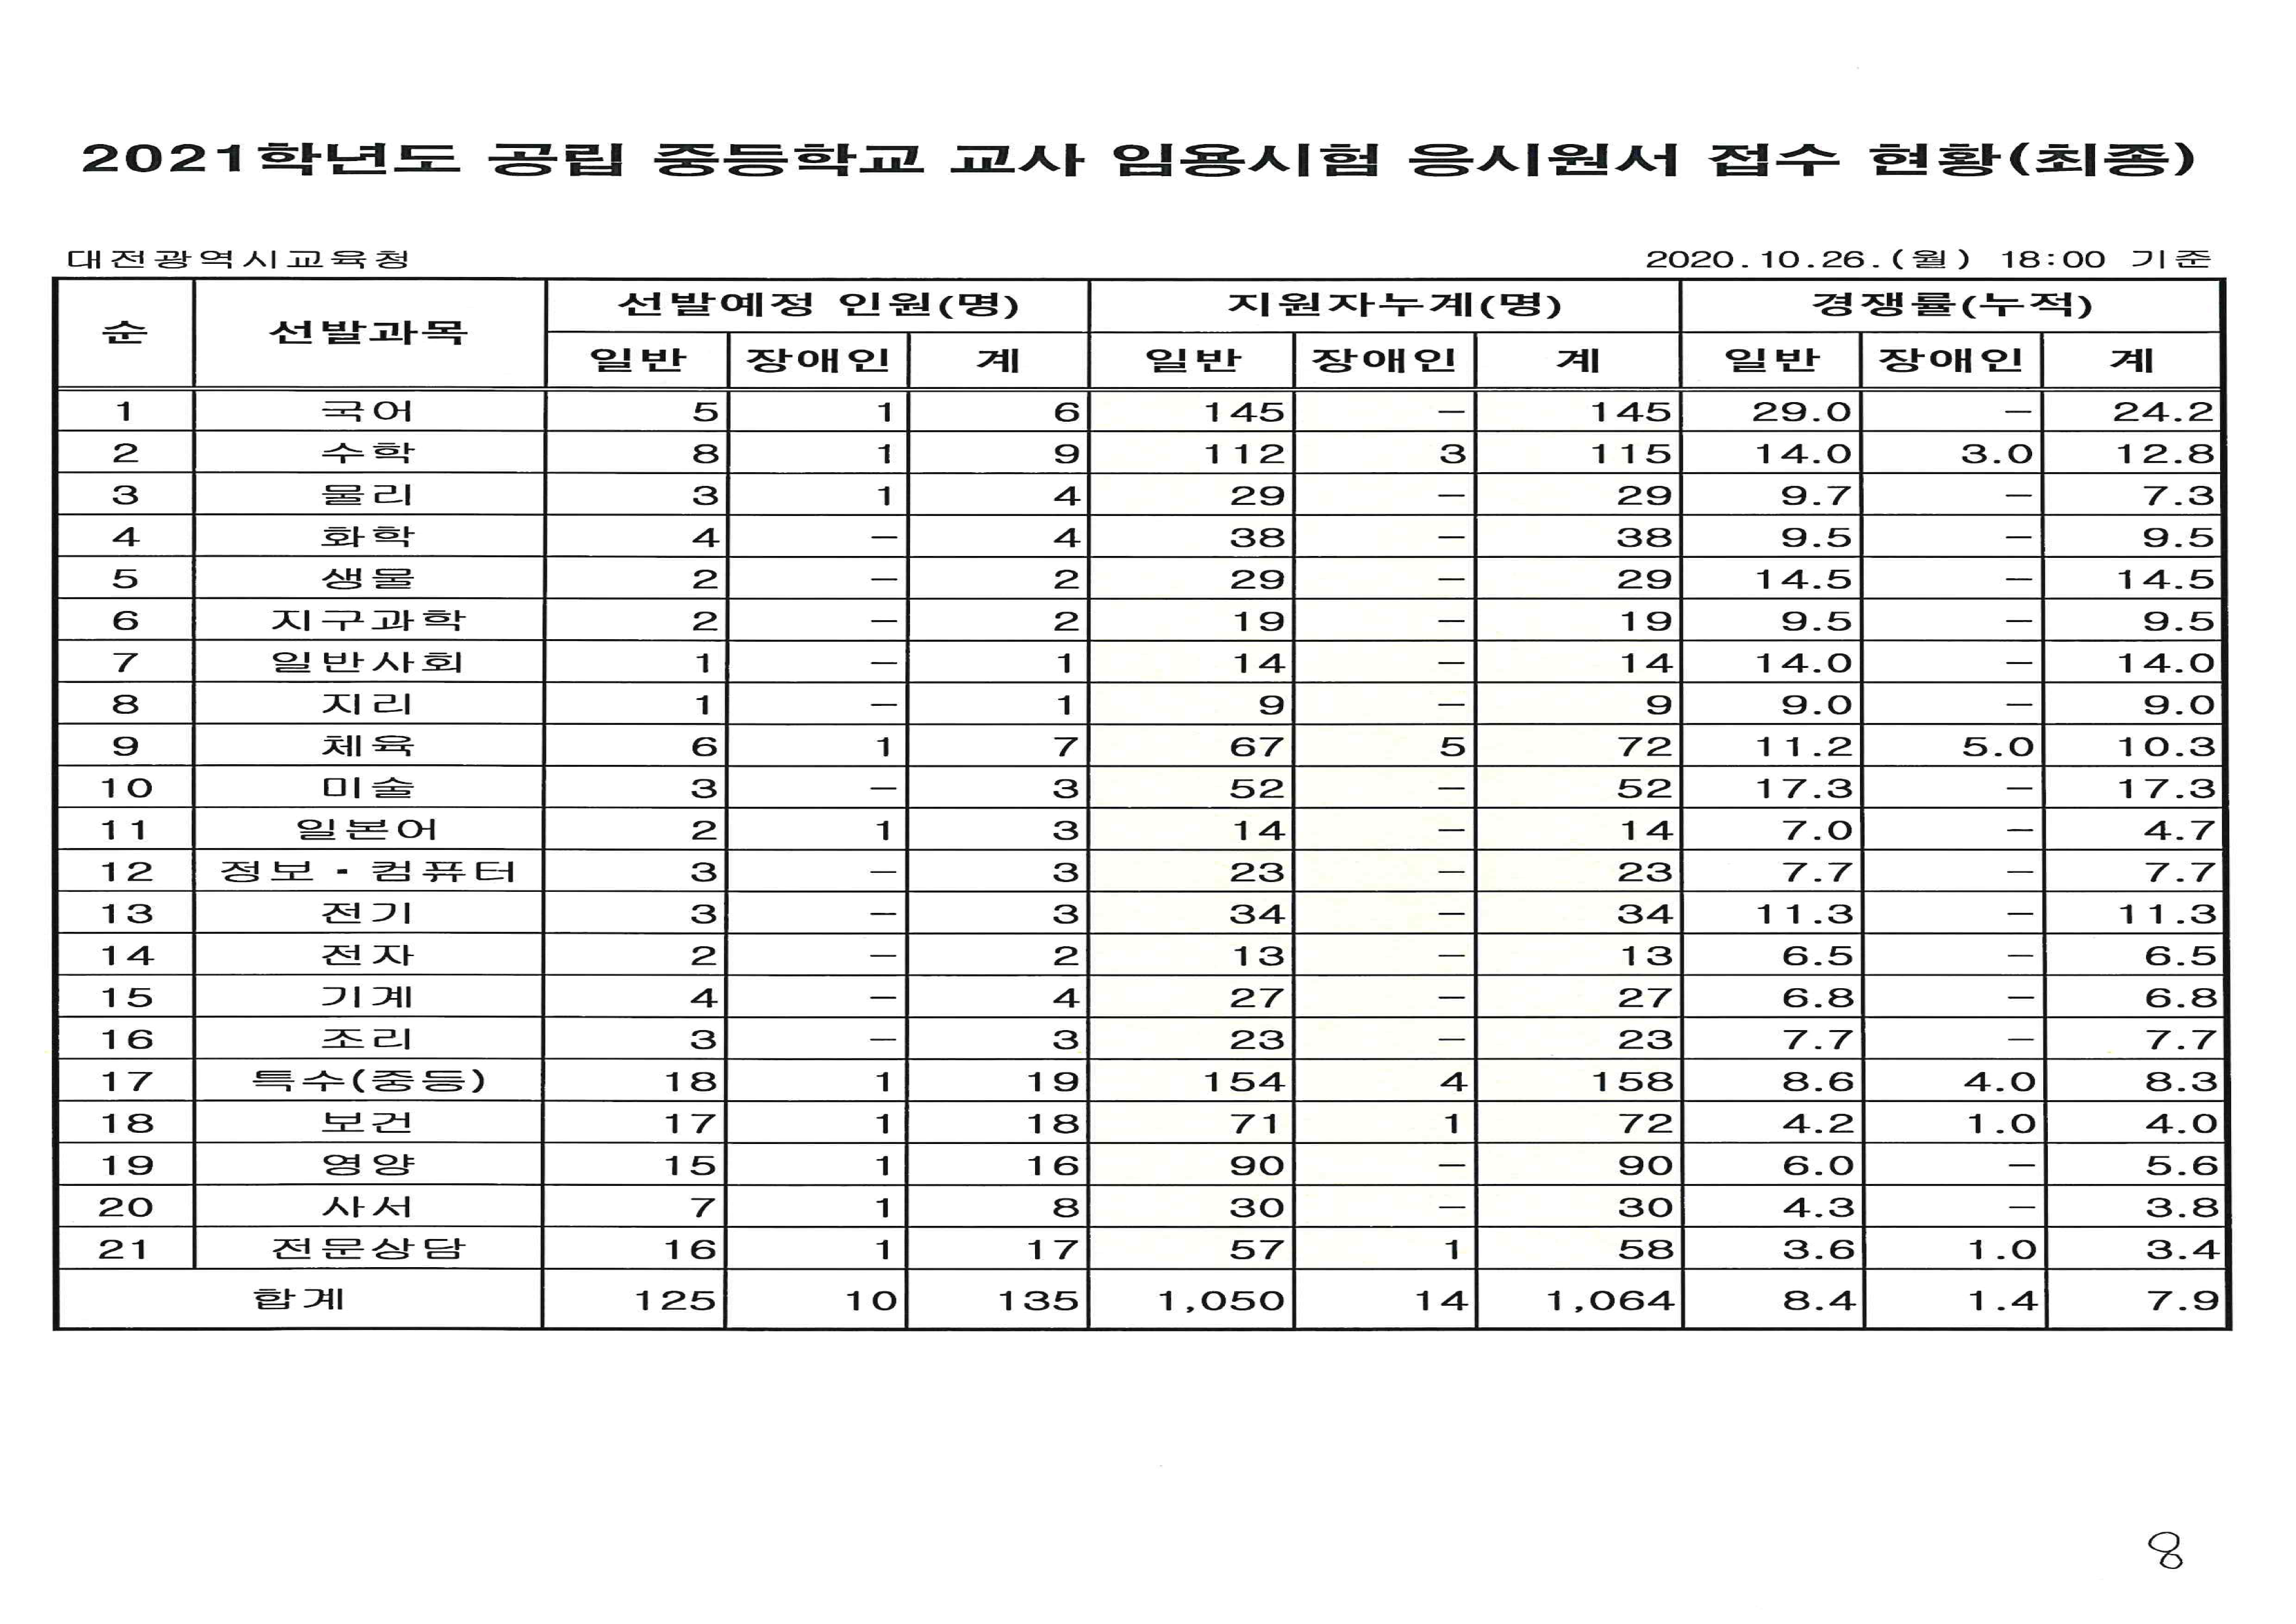 2021학년도 공립 중등학교 교사 임용시험 응시원서 접수 현황(최종)
대전광역시교육청 2020.10.26.(월) 18:00 기준
순 선발과목 선발예정 인원(명) 지원자누계(명) 경쟁률(누적)
일반 장애인 계 일반 장애인 계 일반 장애인 계
1 국어 5 1 6 145 – 145 29.0 – 24.2
2 수학 8 1 9 112 3 115 14.0 3.0 12.8
3 물리 3 1 4 29 – 29 9.7 – 7.3
4 화학 4 – 4 38 – 38 9.5 – 9.5
5 생물 2 – 2 29 – 29 14.5 – 14.5
6 지구과학 2 – 2 19 – 19 9.5 – 9.5
7 일반사회 1 – 1 14 – 14 14.0 – 14.0
8 지리 1 – 1 9 – 9 9.0 – 9.0
9 체육 6 1 7 67 5 72 11.2 5.0 10.3
10 미술 3 – 3 52 – 52 17.3 – 17.3
11 일본어 2 1 3 14 – 14 7.0 – 4.7
12 정보·컴퓨터 3 – 3 23 – 23 7.7 – 7.7
13 전기 3 – 3 34 – 34 11.3 – 11.3
14 전자 2 – 2 13 – 13 6.5 – 6.5
15 기계 4 – 4 27 – 27 6.8 – 6.8
16 조리 3 – 3 23 – 23 7.7 – 7.7
17 특수(중등) 18 1 19 154 4 158 8.6 4.0 8.3
18 보건 17 1 18 71 1 72 4.2 1.0 4.0
19 영양 15 1 16 90 – 90 6.0 – 5.6
20 사서 7 1 8 30 – 30 4.3 – 3.8
21 전문상담 16 1 17 57 1 58 3.6 1.0 3.4
합계 125 10 135 1,050 14 1,064 8.4 1.4 7.9
8